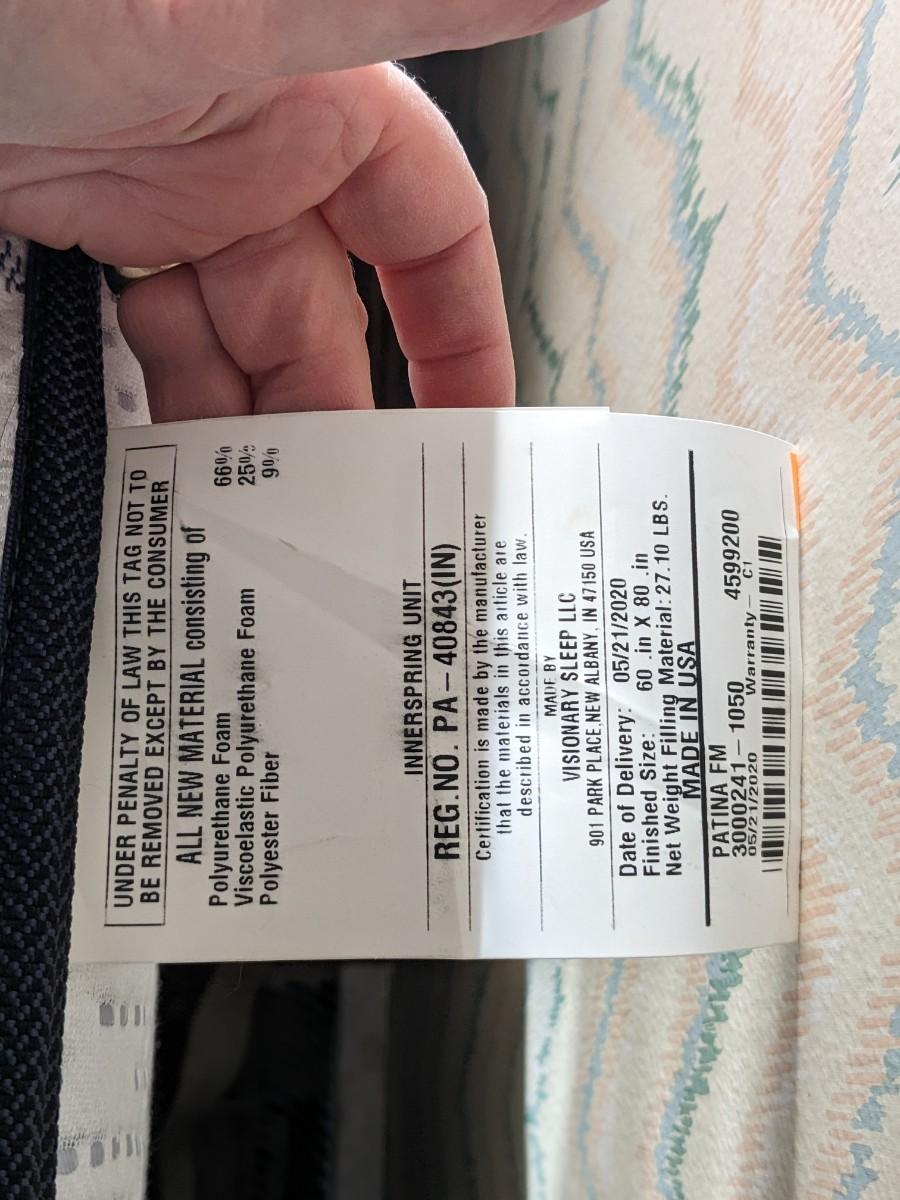 UNDER PENALTY OF LAW THIS TAG NOT TO
BE REMOVED EXCEPT BY THE CONSUMER
ALL NEW MATERIAL consisting of
Polyurethane Foam 66%
Viscoelastic Polyurethane Foam 25%
Polyester Fiber 9%
INNERSPRING UNIT
REG.NO. PA - 40843(IN)
Certification is made by the manufacturer
that the materials in this article are
described in accordance with law.
MADE BY
VISIONARY SLEEP LLC
901 PARK PLACE,NEW ALBANY, IN 47150 USA
Date of Delivery: 05/21/2020
Finished Size: 60 .in X 80 .in
Net Weight Filling Material: 27.10 LBS.
MADE IN USA
PATINA FM
3000241-1050 4599200
05/21/2020 Warranty - C1